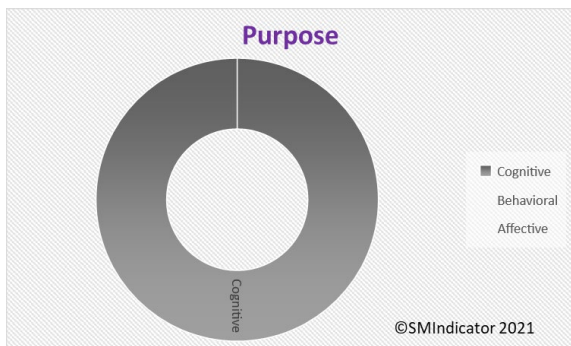 Purpose
Cognitive
Behavioral
Affective
Cognitive
©SMIndicator 2021